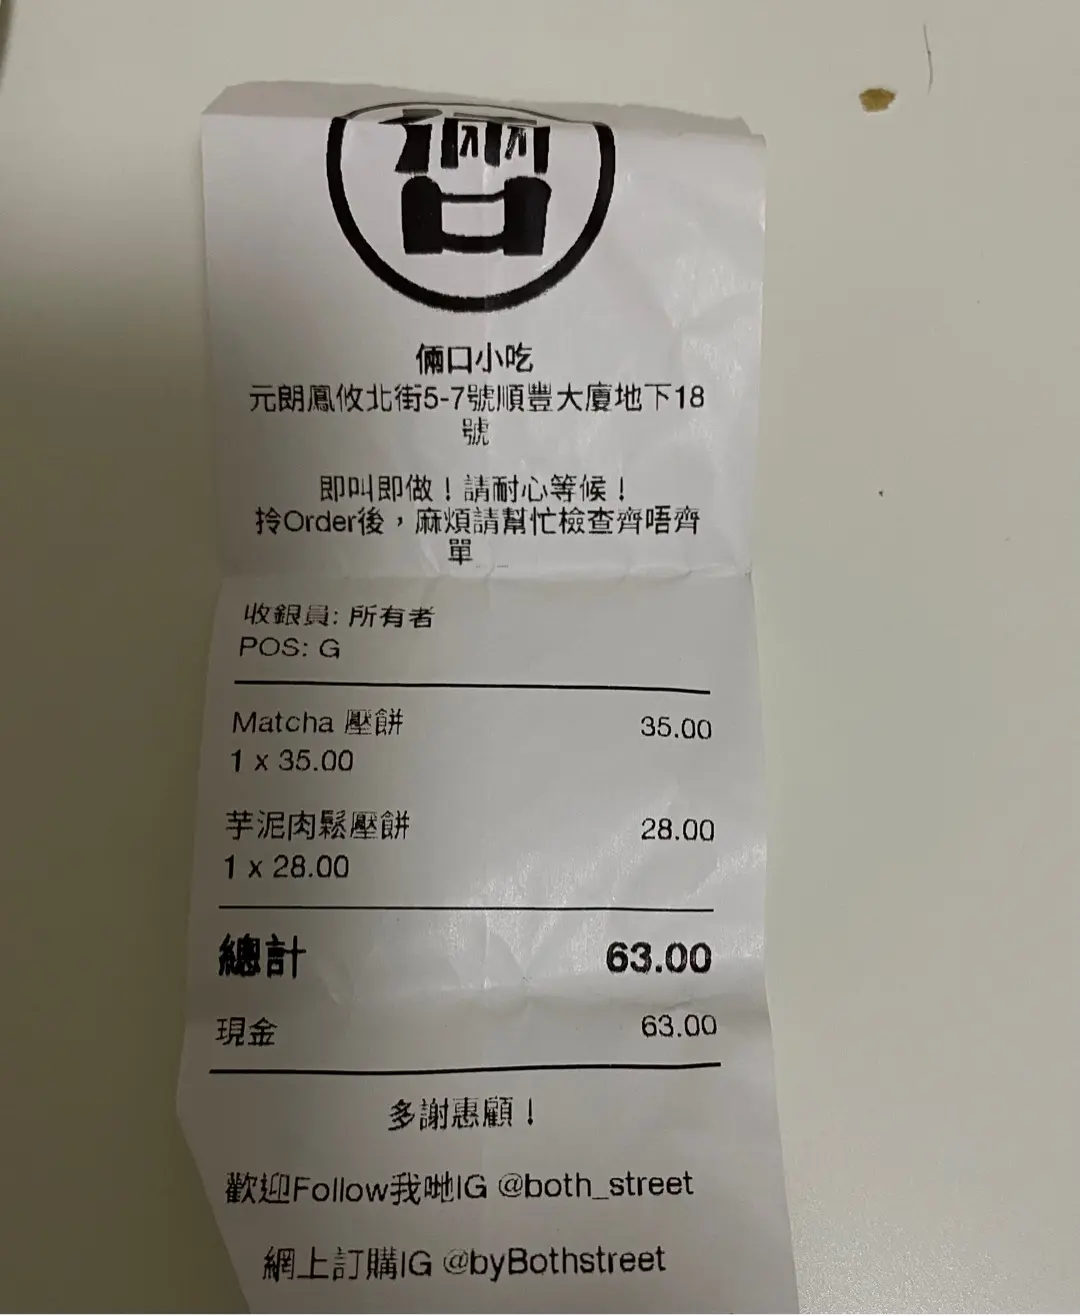 倆口
倆口小吃
元朗鳳攸北街5-7號順豐大廈地下18
號
即叫即做！請耐心等候！
拎Order後，麻煩請幫忙檢查齊唔齊
單
收銀員: 所有者
POS: G
Matcha 壓餅 35.00
1 x 35.00
芋泥肉鬆壓餅 28.00
1 x 28.00
總計 63.00
現金 63.00
多謝惠顧！
歡迎Follow我哋IG @both_street
網上訂購IG @byBothstreet